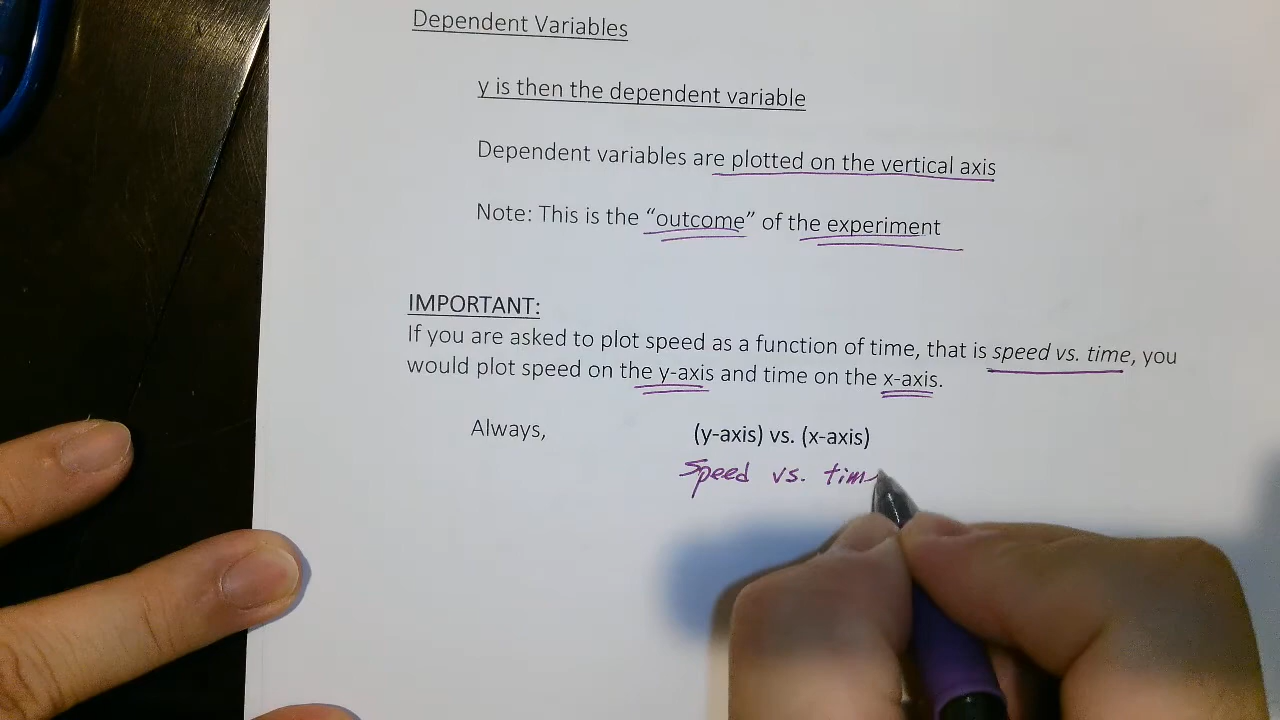 Dependent Variables
y is then the dependent variable
Dependent variables are plotted on the vertical axis
Note: This is the “outcome” of the experiment
IMPORTANT:
If you are asked to plot speed as a function of time, that is speed vs. time, you
would plot speed on the y-axis and time on the x-axis.
Always, (y-axis) vs. (x-axis)
Speed vs. tim